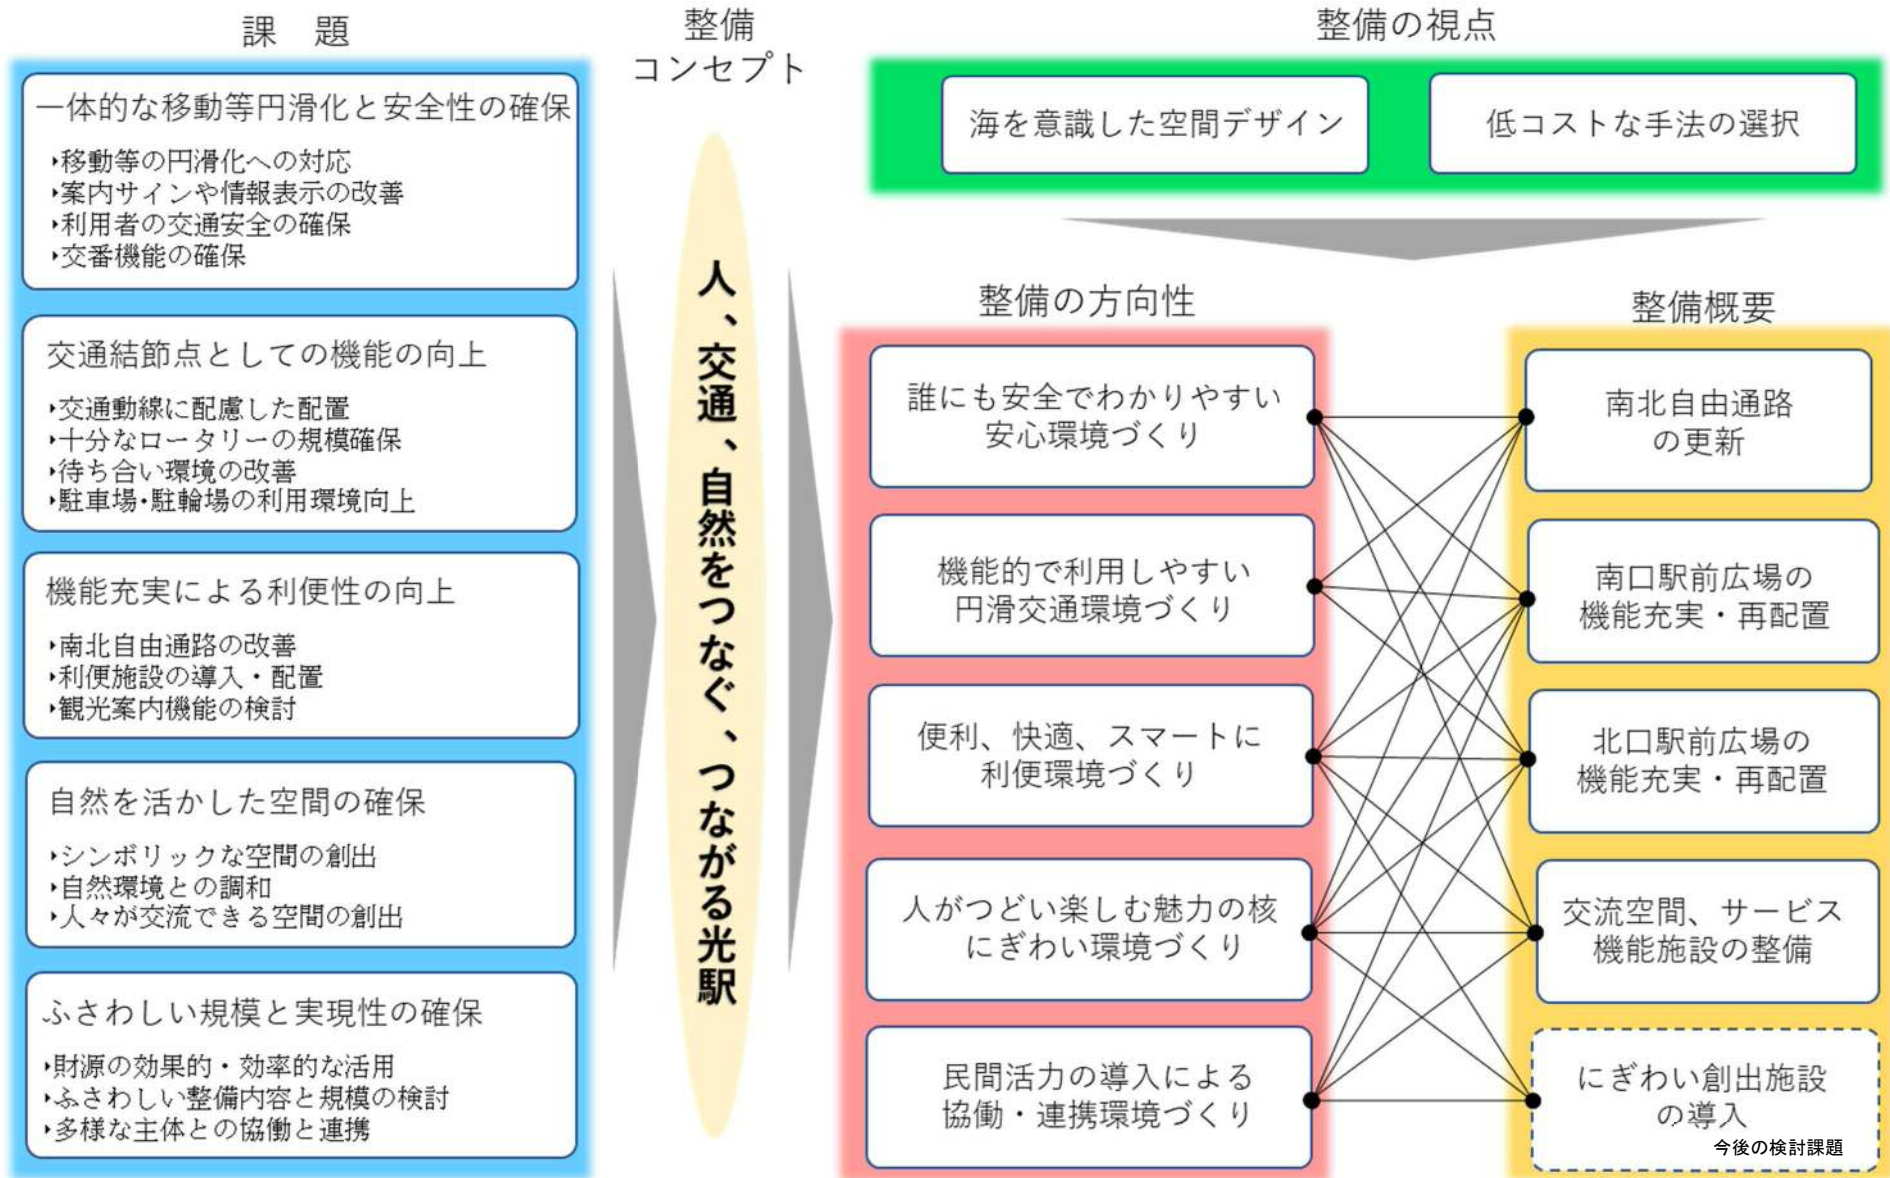 課　題
一体的な移動等円滑化と安全性の確保
‣移動等の円滑化への対応
‣案内サインや情報表示の改善
‣利用者の交通安全の確保
‣交番機能の確保
交通結節点としての機能の向上
‣交通動線に配慮した配置
‣十分なロータリーの規模確保
‣待ち合い環境の改善
‣駐車場・駐輪場の利用環境向上
機能充実による利便性の向上
‣南北自由通路の改善
‣利便施設の導入・配置
‣観光案内機能の検討
自然を活かした空間の確保
‣シンボリックな空間の創出
‣自然環境との調和
‣人々が交流できる空間の創出
ふさわしい規模と実現性の確保
‣財源の効果的・効率的な活用
‣ふさわしい整備内容と規模の検討
‣多様な主体との協働と連携
整備
コンセプト
人、交通、自然をつなぐ、つながる光駅
整備の視点
海を意識した空間デザイン
低コストな手法の選択
整備の方向性
誰にも安全でわかりやすい
安心環境づくり
機能的で利用しやすい
円滑交通環境づくり
便利、快適、スマートに
利便環境づくり
人がつどい楽しむ魅力の核
にぎわい環境づくり
民間活力の導入による
協働・連携環境づくり
整備概要
南北自由通路
の更新
南口駅前広場の
機能充実・再配置
北口駅前広場の
機能充実・再配置
交流空間、サービス
機能施設の整備
にぎわい創出施設
の導入
今後の検討課題